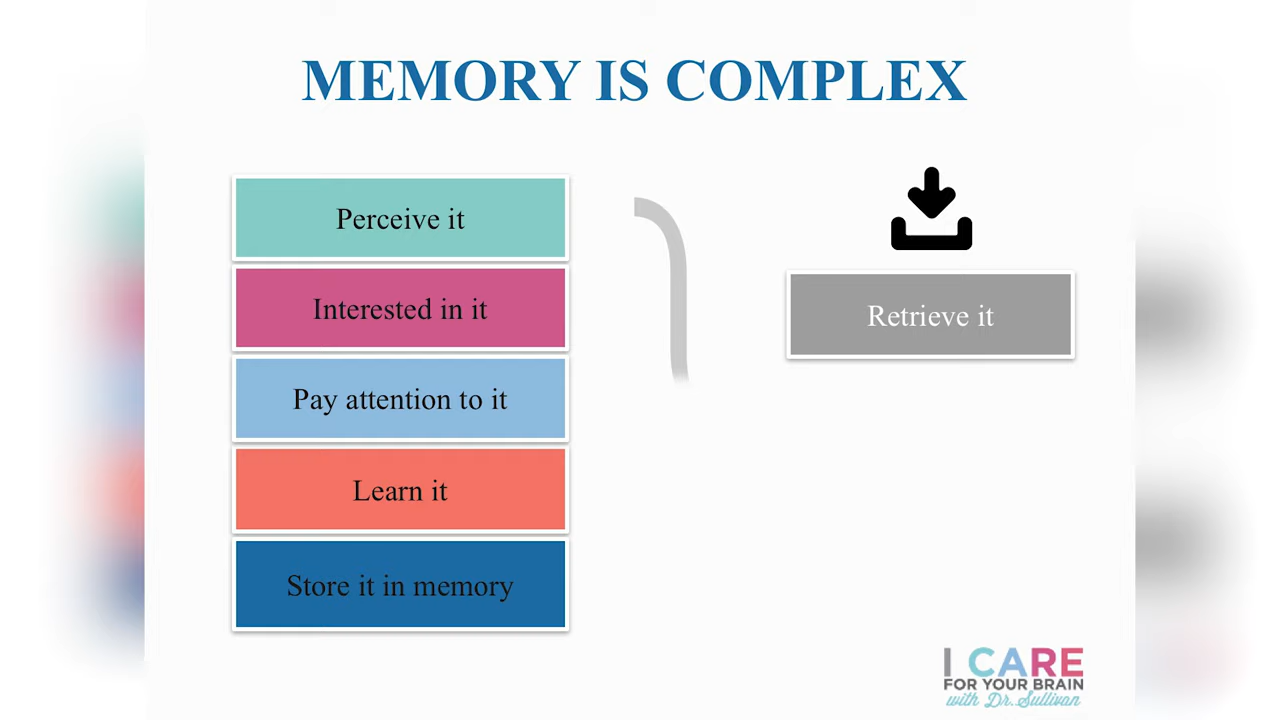 MEMORY IS COMPLEX
Perceive it
Interested in it
Pay attention to it
Learn it
Store it in memory
Retrieve it
I CARE
FOR YOUR BRAIN
with Dr. Sullivan